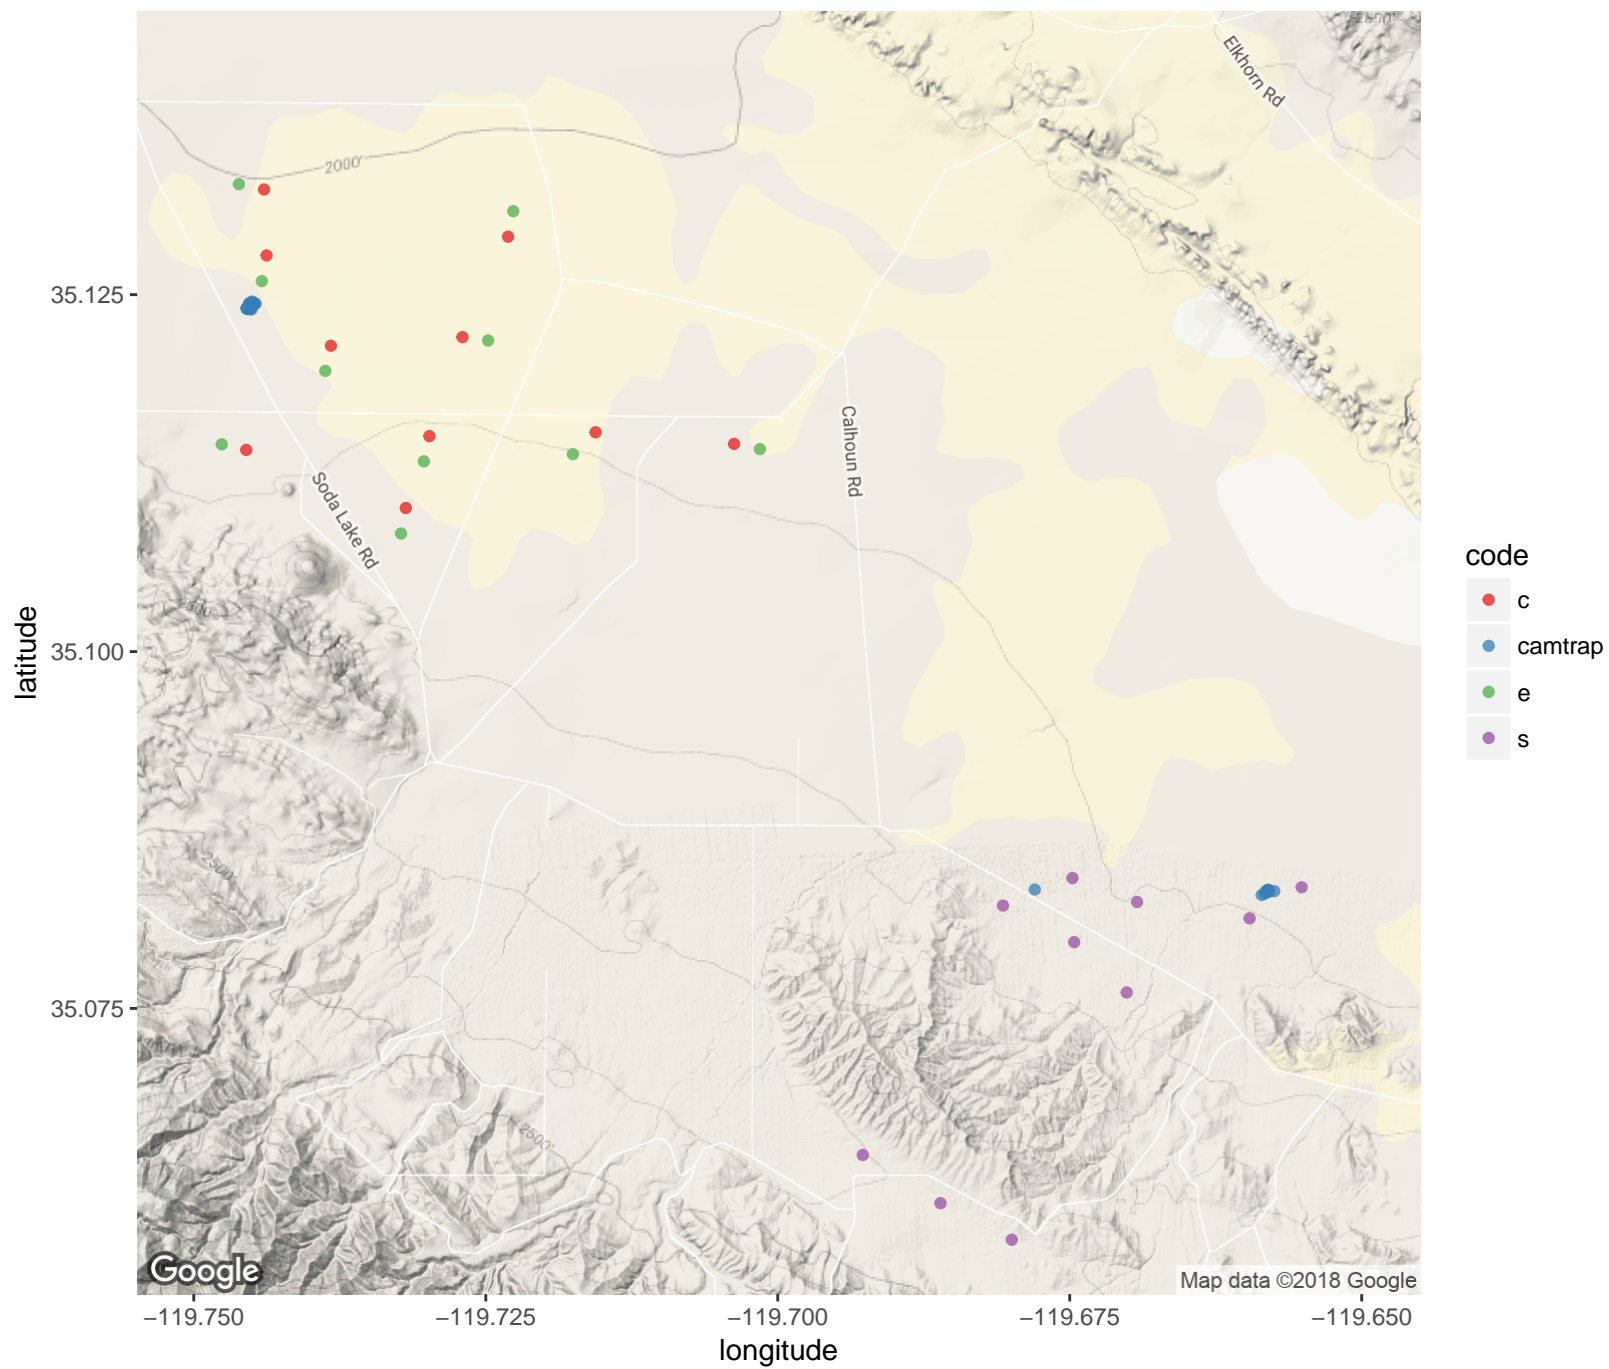 Elkhorn Rd
2000'
35.125
Calhoun Rd
Soda Lake Rd
code
c
35.100
camtrap
latitude
e
s
2500'
35.075
2500'
Google
Map data ©2018 Google
−119.750
−119.725
−119.700
−119.675
−119.650
longitude